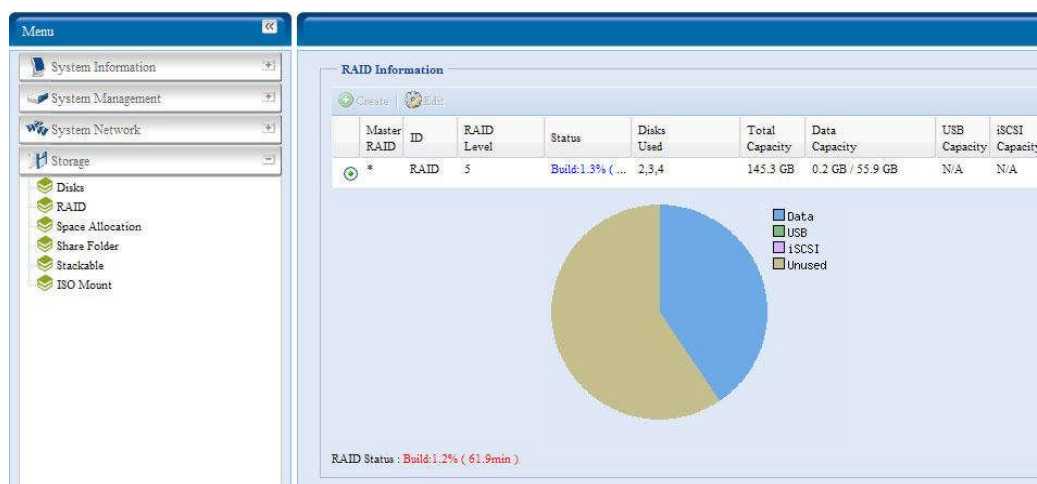 Menu
System Information
System Management
System Network
Storage
Disks
RAID
Space Allocation
Share Folder
Stackable
ISO Mount
RAID Information
Create Edit
Master RAID ID RAID Level Status Disks Used Total Capacity Data Capacity USB Capacity iSCSI Capacity
* RAID 5 Build:1.3% ( ... 2,3,4 145.3 GB 0.2 GB / 55.9 GB N/A N/A
Data
USB
iSCSI
Unused
RAID Status : Build:1.2% ( 61.9min )